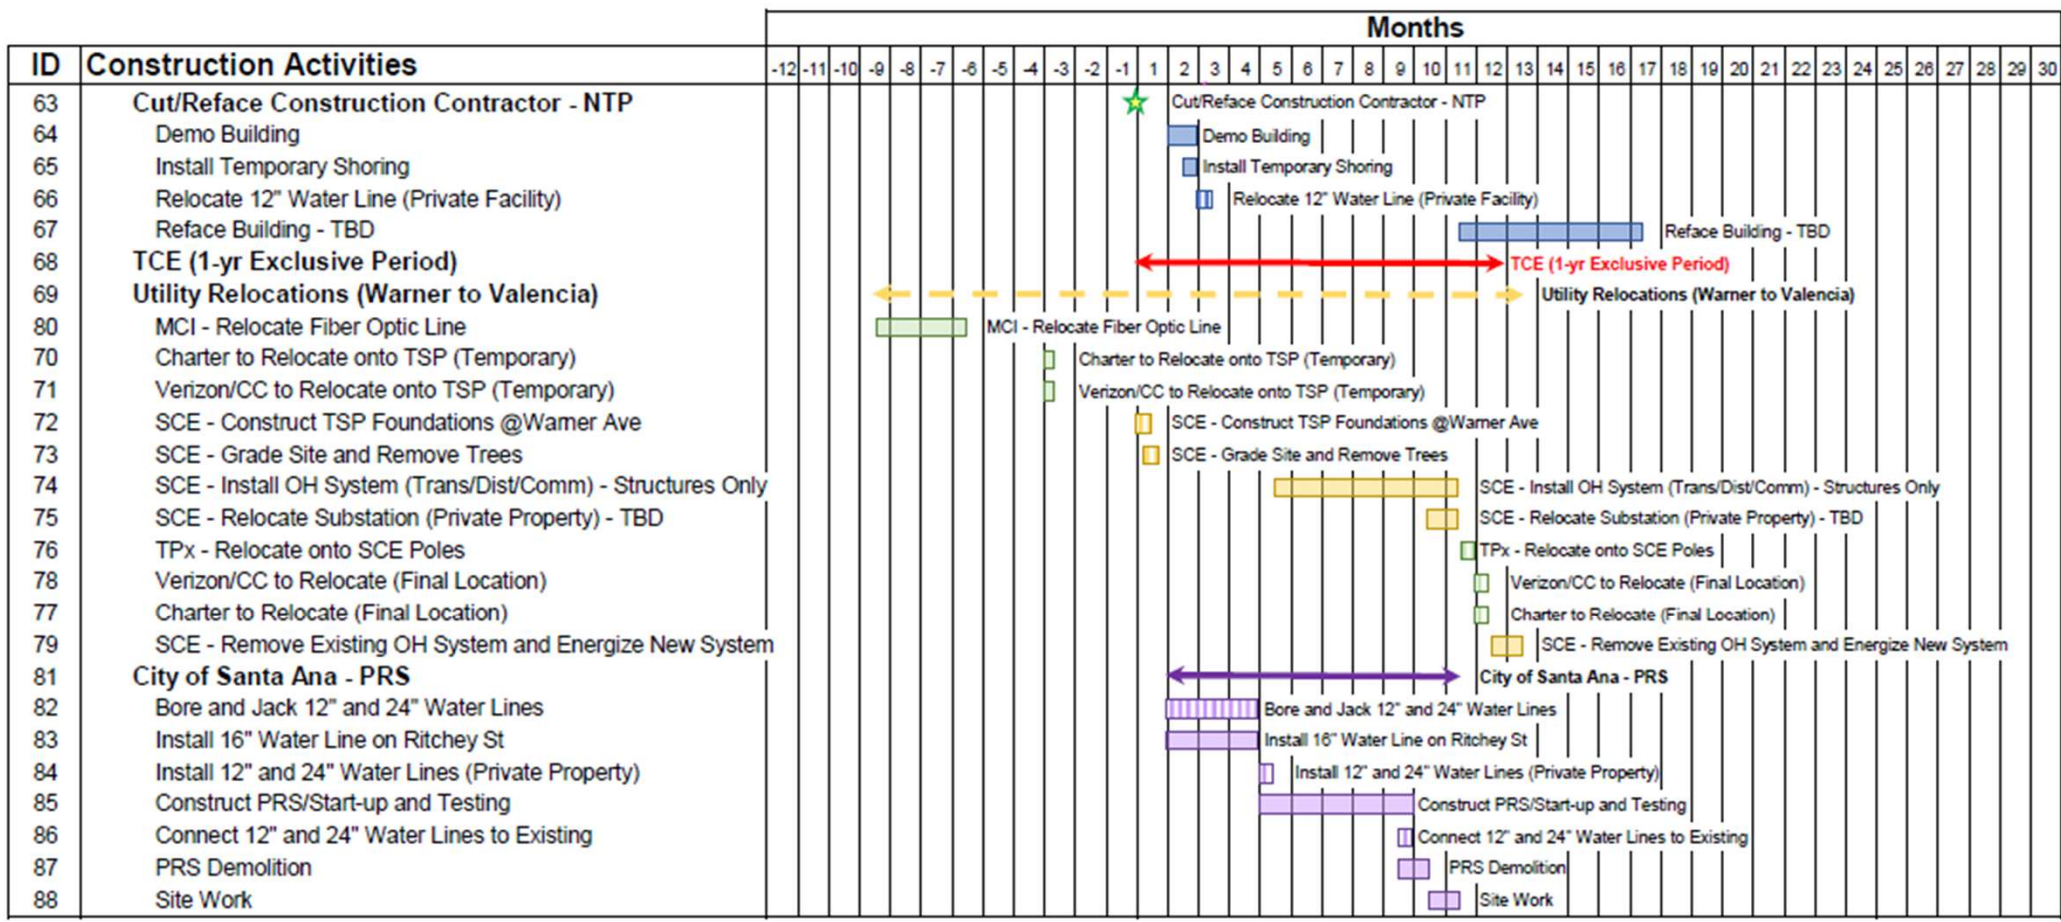 Months
ID Construction Activities -12 -11 -10 -9 -8 -7 -6 -5 -4 -3 -2 -1 1 2 3 4 5 6 7 8 9 10 11 12 13 14 15 16 17 18 19 20 21 22 23 24 25 26 27 28 29 30
63 Cut/Reface Construction Contractor - NTP Cut/Reface Construction Contractor - NTP
64 Demo Building Demo Building
65 Install Temporary Shoring Install Temporary Shoring
66 Relocate 12" Water Line (Private Facility) Relocate 12" Water Line (Private Facility)
67 Reface Building - TBD Reface Building - TBD
68 TCE (1-yr Exclusive Period) TCE (1-yr Exclusive Period)
69 Utility Relocations (Warner to Valencia) Utility Relocations (Warner to Valencia)
80 MCI - Relocate Fiber Optic Line MCI - Relocate Fiber Optic Line
70 Charter to Relocate onto TSP (Temporary) Charter to Relocate onto TSP (Temporary)
71 Verizon/CC to Relocate onto TSP (Temporary) Verizon/CC to Relocate onto TSP (Temporary)
72 SCE - Construct TSP Foundations @Warner Ave SCE - Construct TSP Foundations @Warner Ave
73 SCE - Grade Site and Remove Trees SCE - Grade Site and Remove Trees
74 SCE - Install OH System (Trans/Dist/Comm) - Structures Only SCE - Install OH System (Trans/Dist/Comm) - Structures Only
75 SCE - Relocate Substation (Private Property) - TBD SCE - Relocate Substation (Private Property) - TBD
76 TPx - Relocate onto SCE Poles TPx - Relocate onto SCE Poles
78 Verizon/CC to Relocate (Final Location) Verizon/CC to Relocate (Final Location)
77 Charter to Relocate (Final Location) Charter to Relocate (Final Location)
79 SCE - Remove Existing OH System and Energize New System SCE - Remove Existing OH System and Energize New System
81 City of Santa Ana - PRS City of Santa Ana - PRS
82 Bore and Jack 12" and 24" Water Lines Bore and Jack 12" and 24" Water Lines
83 Install 16" Water Line on Ritchey St Install 16" Water Line on Ritchey St
84 Install 12" and 24" Water Lines (Private Property) Install 12" and 24" Water Lines (Private Property)
85 Construct PRS/Start-up and Testing Construct PRS/Start-up and Testing
86 Connect 12" and 24" Water Lines to Existing Connect 12" and 24" Water Lines to Existing
87 PRS Demolition PRS Demolition
88 Site Work Site Work